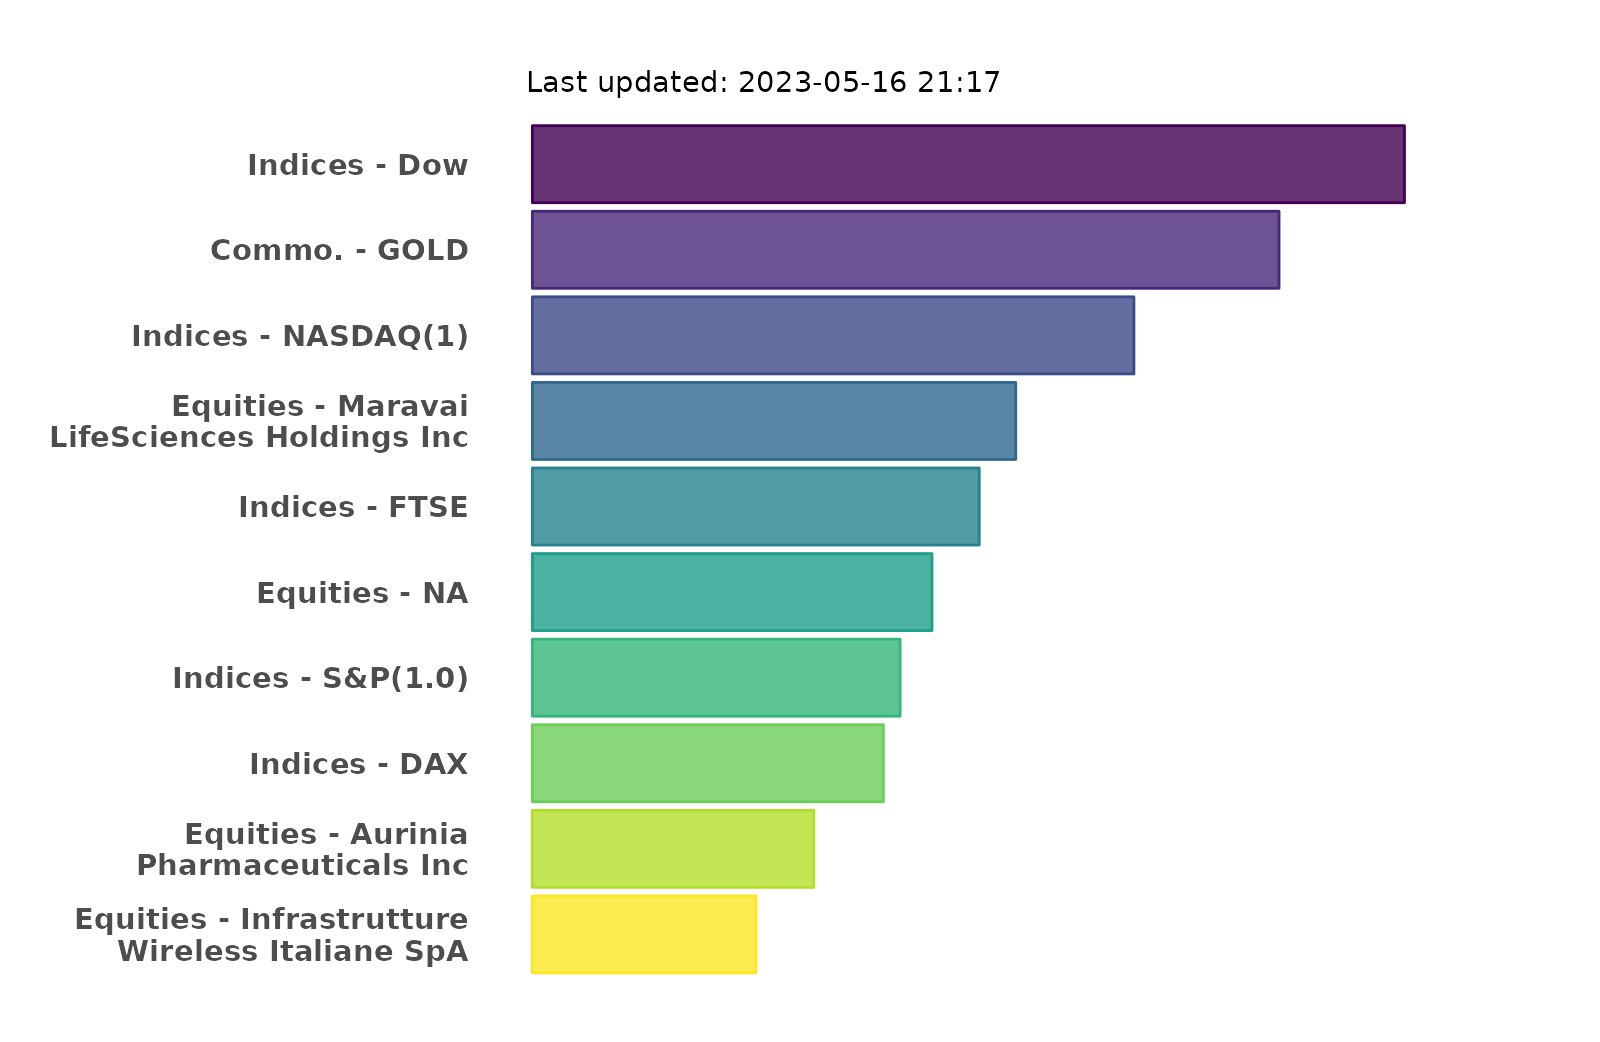 Last updated: 2023-05-16 21:17
Indices - Dow
Commo. - GOLD
Indices - NASDAQ(1)
Equities - Maravai
LifeSciences Holdings Inc
Indices - FTSE
Equities - NA
Indices - S&P(1.0)
Indices - DAX
Equities - Aurinia
Pharmaceuticals Inc
Equities - Infrastrutture
Wireless Italiane SpA